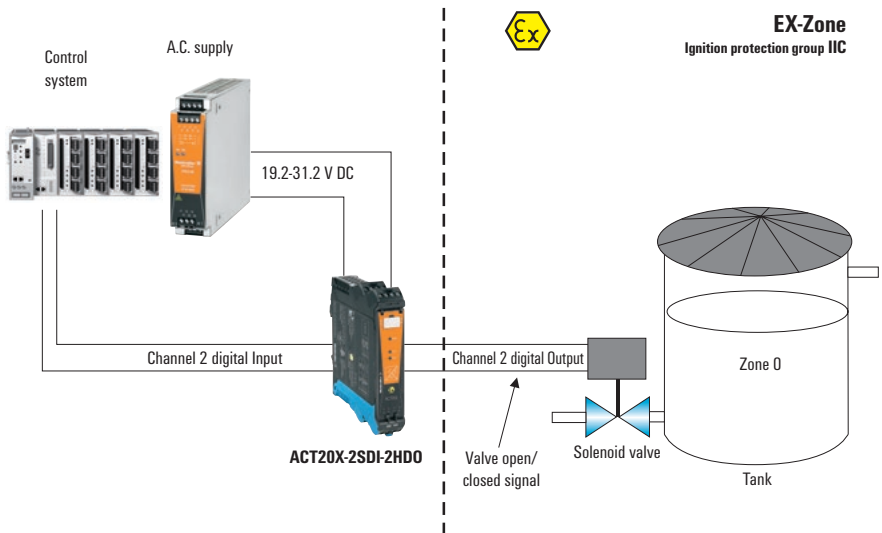 Control
system
A.C. supply
Ex
EX-Zone
Ignition protection group IIC
19.2-31.2 V DC
Channel 2 digital Input
Channel 2 digital Output
Zone 0
ACT20X-2SDI-2HDO
Valve open/
closed signal
Solenoid valve
Tank